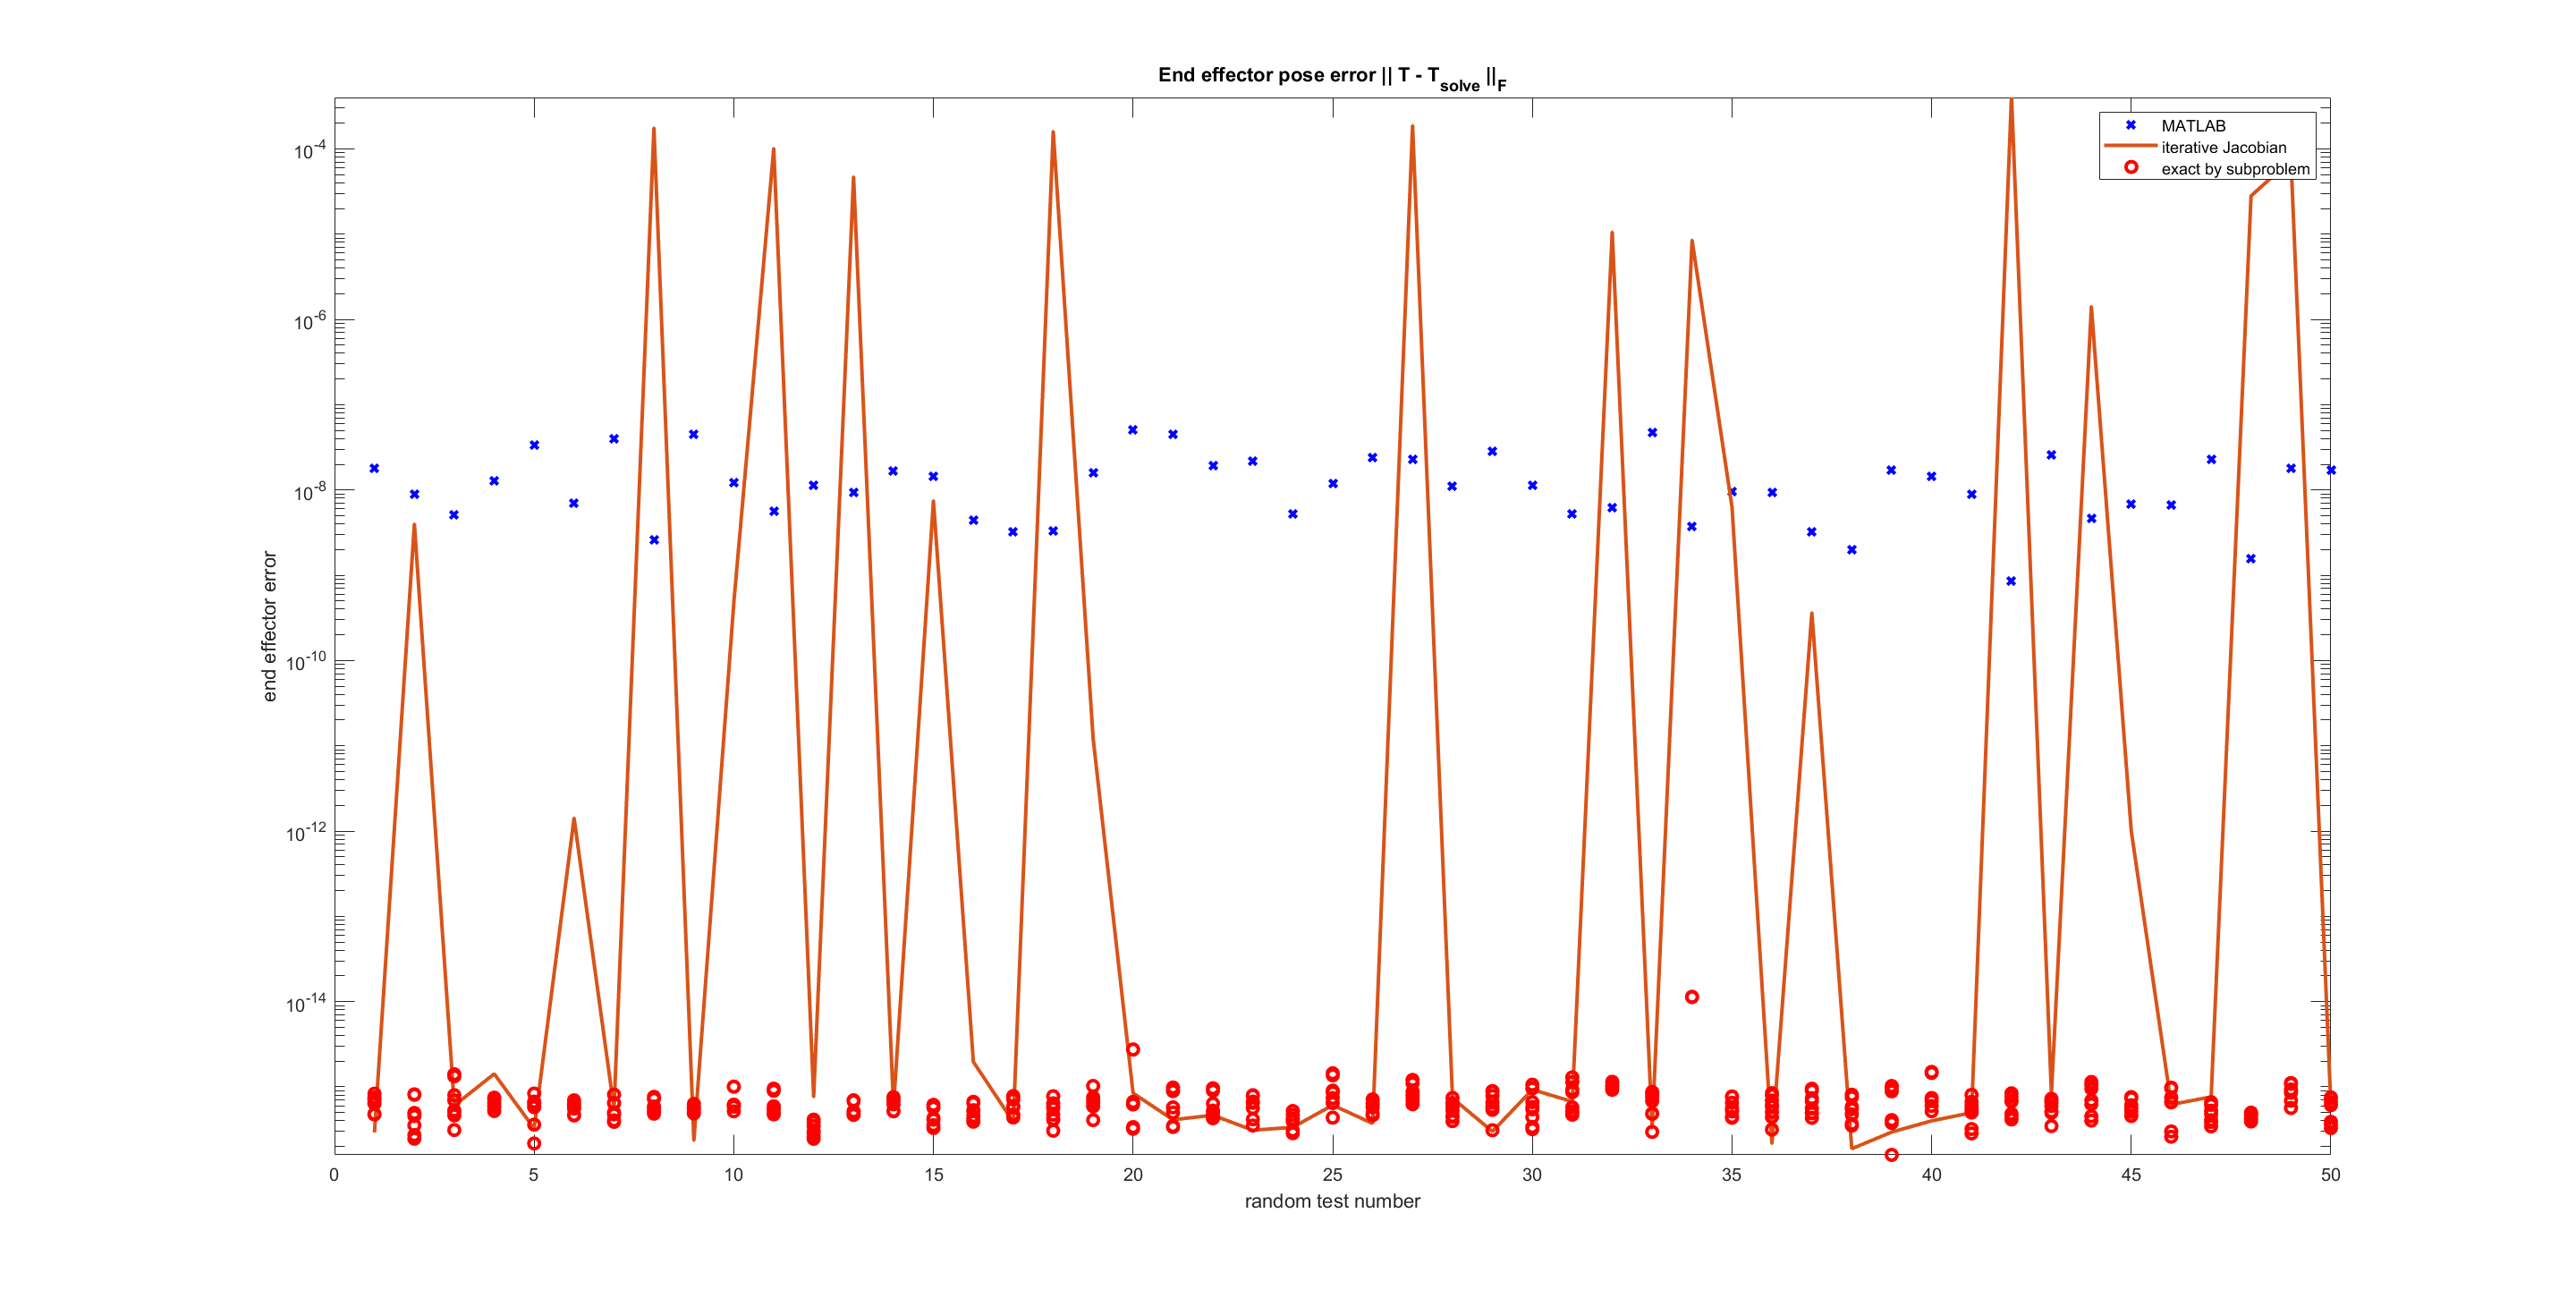 End effector pose error || T - T_solve ||_F
MATLAB
iterative Jacobian
exact by subproblem
end effector error
10^-4
10^-6
10^-8
10^-10
10^-12
10^-14
0 5 10 15 20 25 30 35 40 45 50
random test number